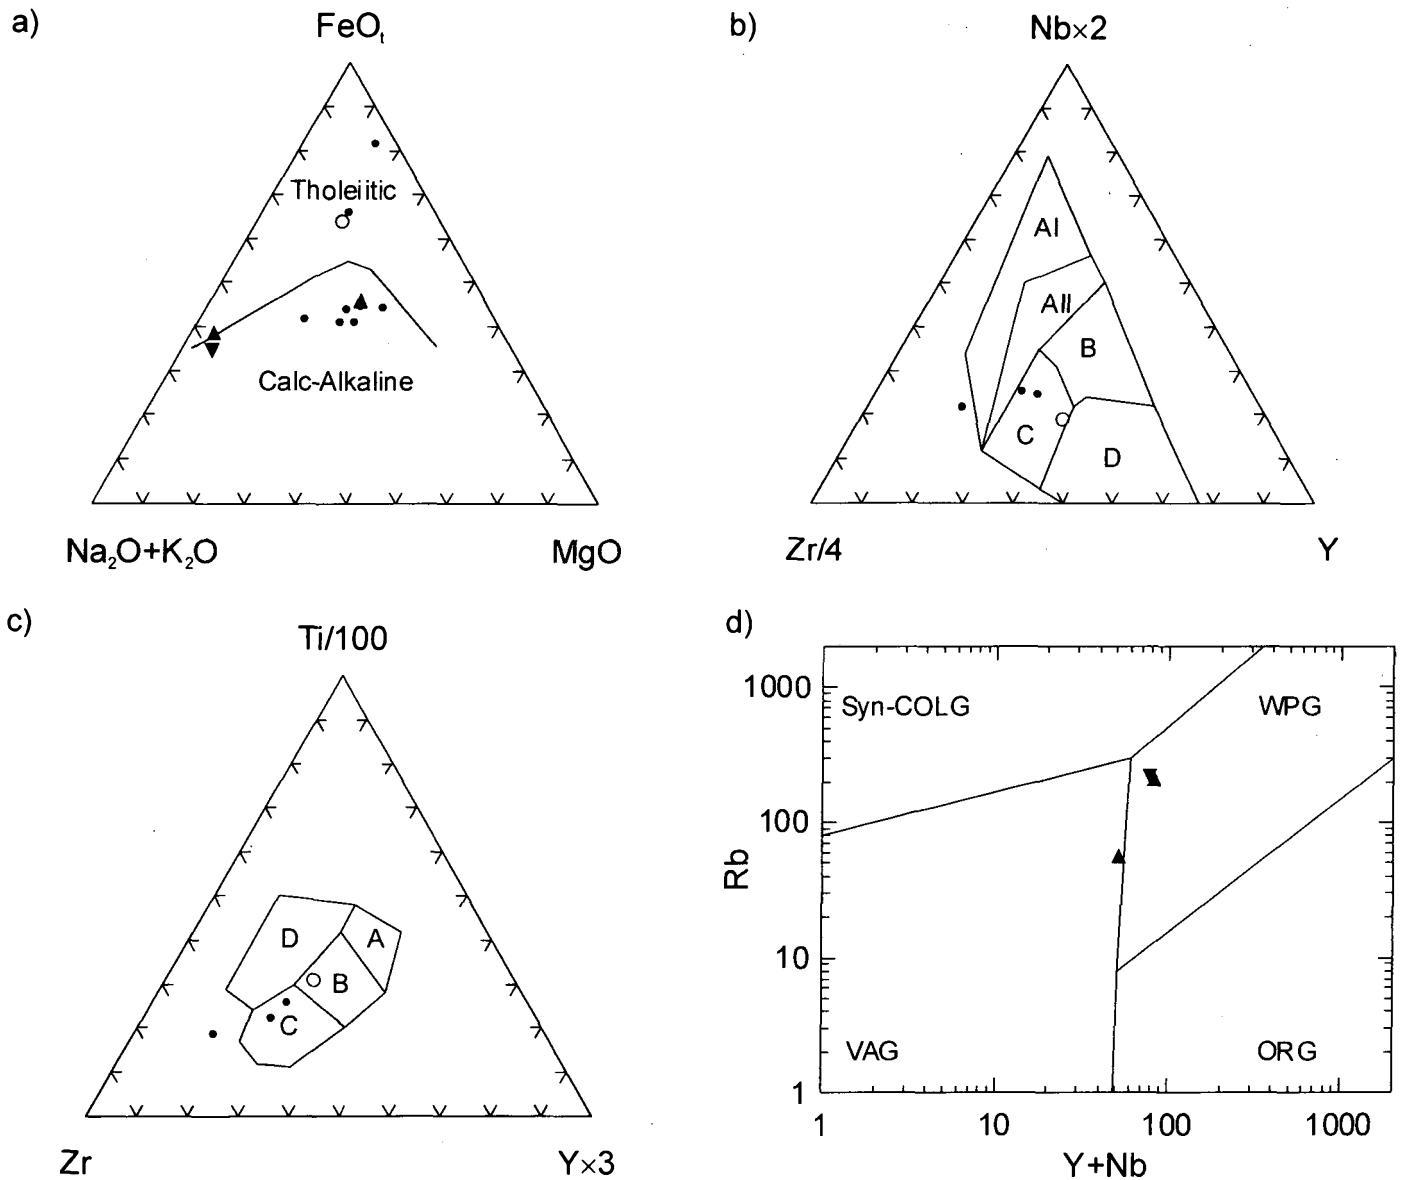 a)
FeOt
Tholeiitic
Calc-Alkaline
Na₂O+K₂O
MgO
b)
Nb×2
AI
AII
B
C
D
Zr/4
Y
c)
Ti/100
D
A
B
C
Zr
Y×3
d)
1000
Syn-COLG
WPG
100
Rb
10
VAG
ORG
1
1
10
100
1000
Y+Nb